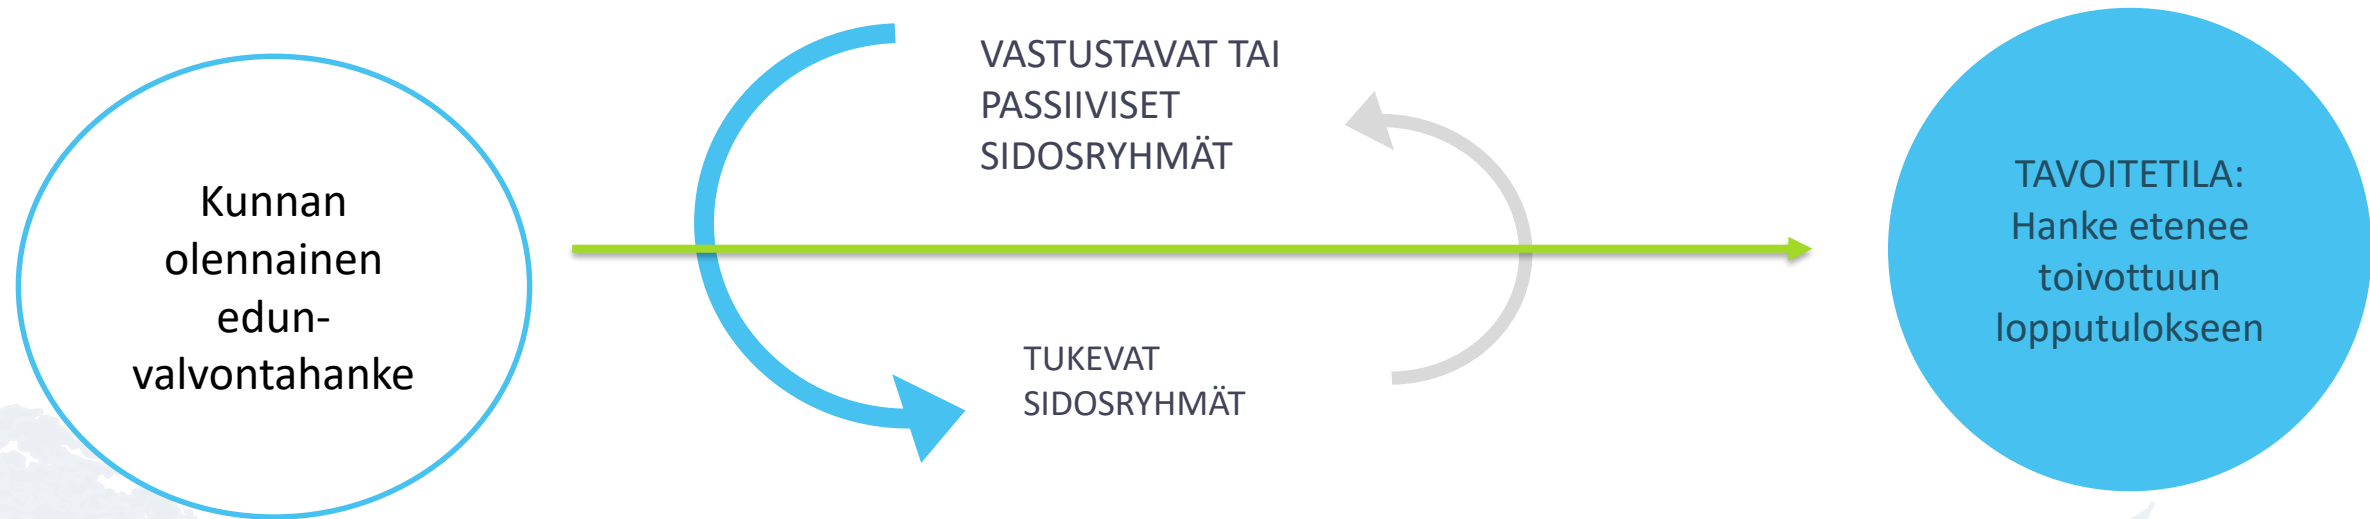 Kunnan
olennainen
edun-
valvontahanke
VASTUSTAVAT TAI
PASSIIVISET
SIDOSRYHMÄT
TUKEVAT
SIDOSRYHMÄT
TAVOITETILA:
Hanke etenee
toivottuun
lopputulokseen